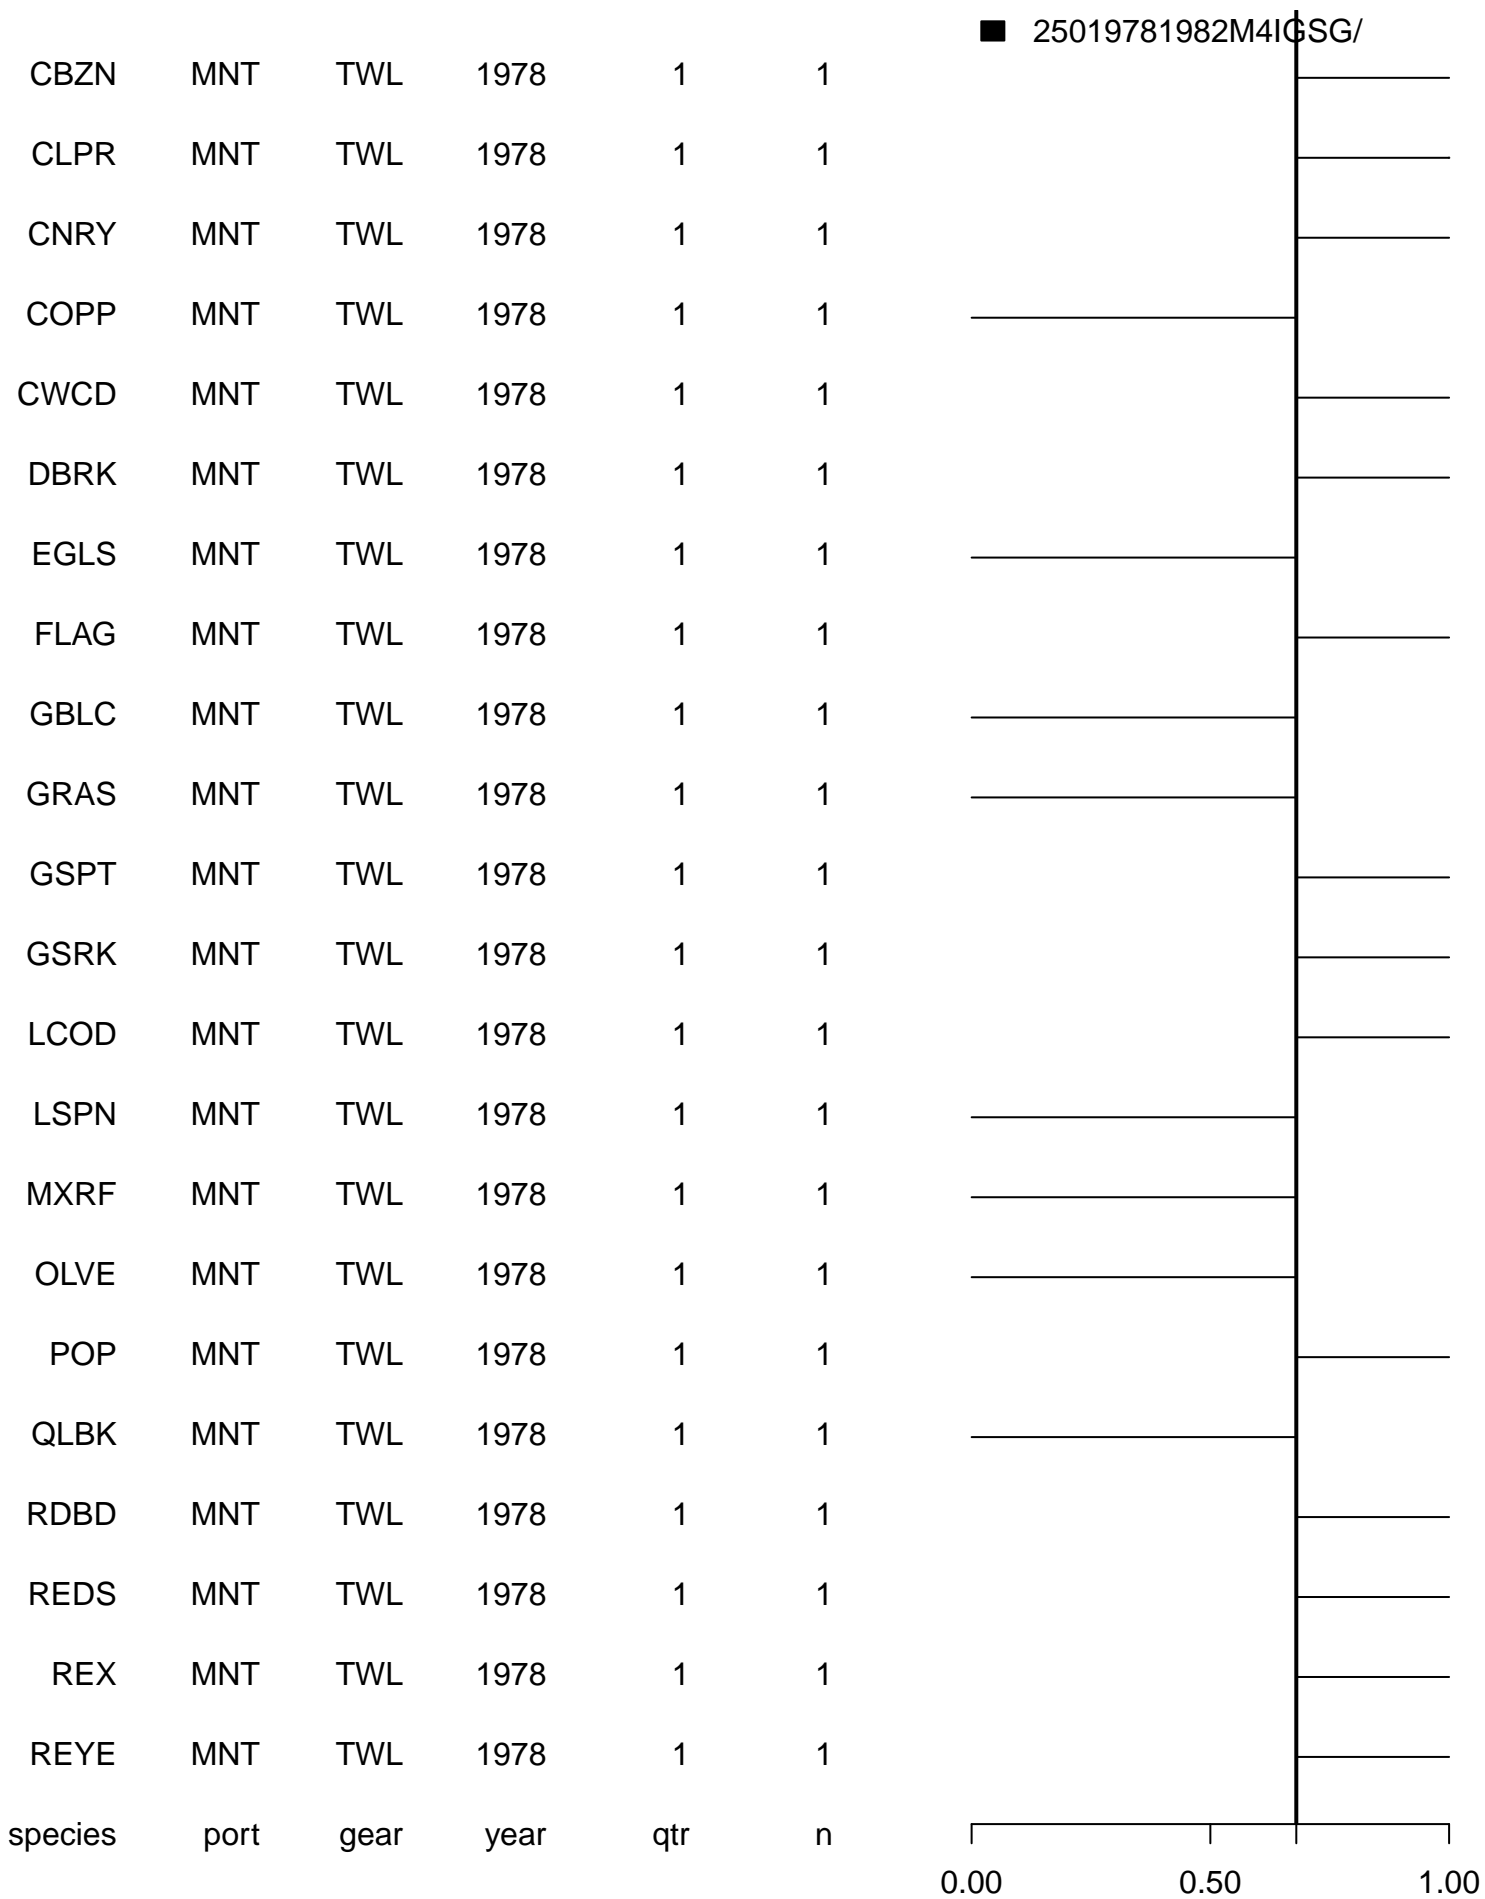 25019781982M4IGSG/
CBZN MNT TWL 1978 1 1
CLPR MNT TWL 1978 1 1
CNRY MNT TWL 1978 1 1
COPP MNT TWL 1978 1 1
CWCD MNT TWL 1978 1 1
DBRK MNT TWL 1978 1 1
EGLS MNT TWL 1978 1 1
FLAG MNT TWL 1978 1 1
GBLC MNT TWL 1978 1 1
GRAS MNT TWL 1978 1 1
GSPT MNT TWL 1978 1 1
GSRK MNT TWL 1978 1 1
LCOD MNT TWL 1978 1 1
LSPN MNT TWL 1978 1 1
MXRF MNT TWL 1978 1 1
OLVE MNT TWL 1978 1 1
POP MNT TWL 1978 1 1
QLBK MNT TWL 1978 1 1
RDBD MNT TWL 1978 1 1
REDS MNT TWL 1978 1 1
REX MNT TWL 1978 1 1
REYE MNT TWL 1978 1 1
species port gear year qtr n
0.00 0.50 1.00